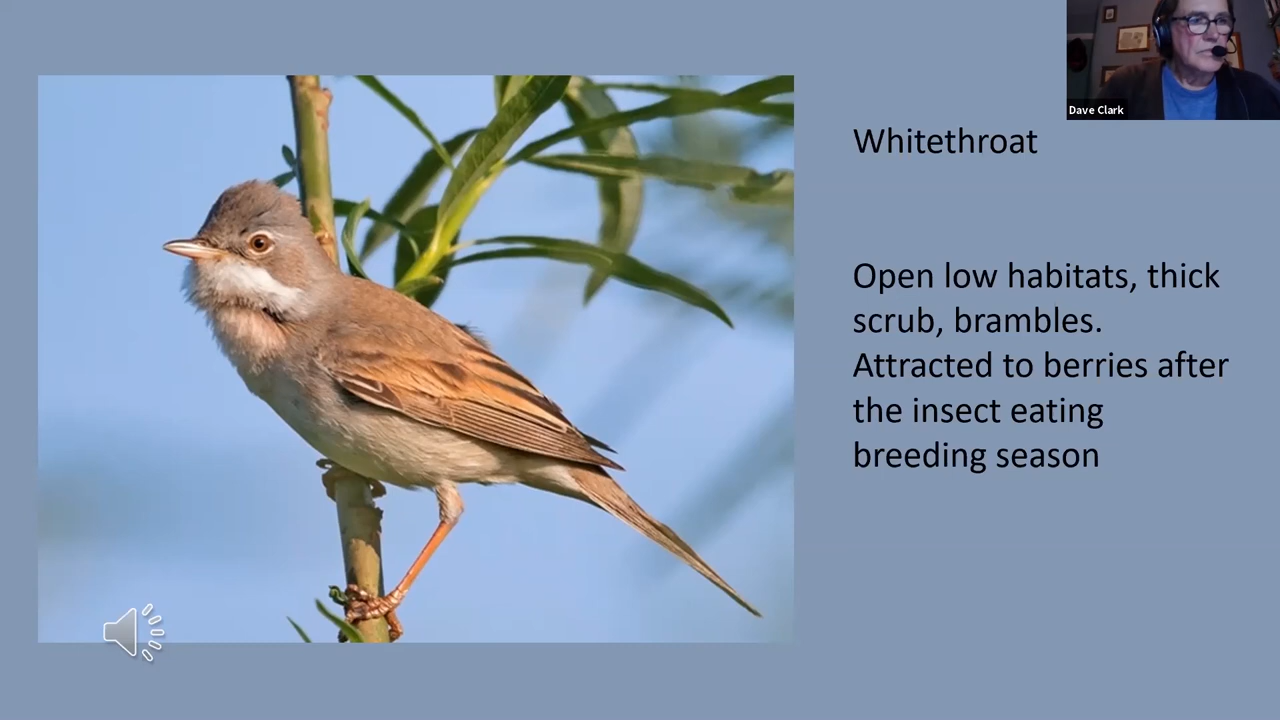 Dave Clark
Whitethroat
Open low habitats, thick
scrub, brambles.
Attracted to berries after
the insect eating
breeding season